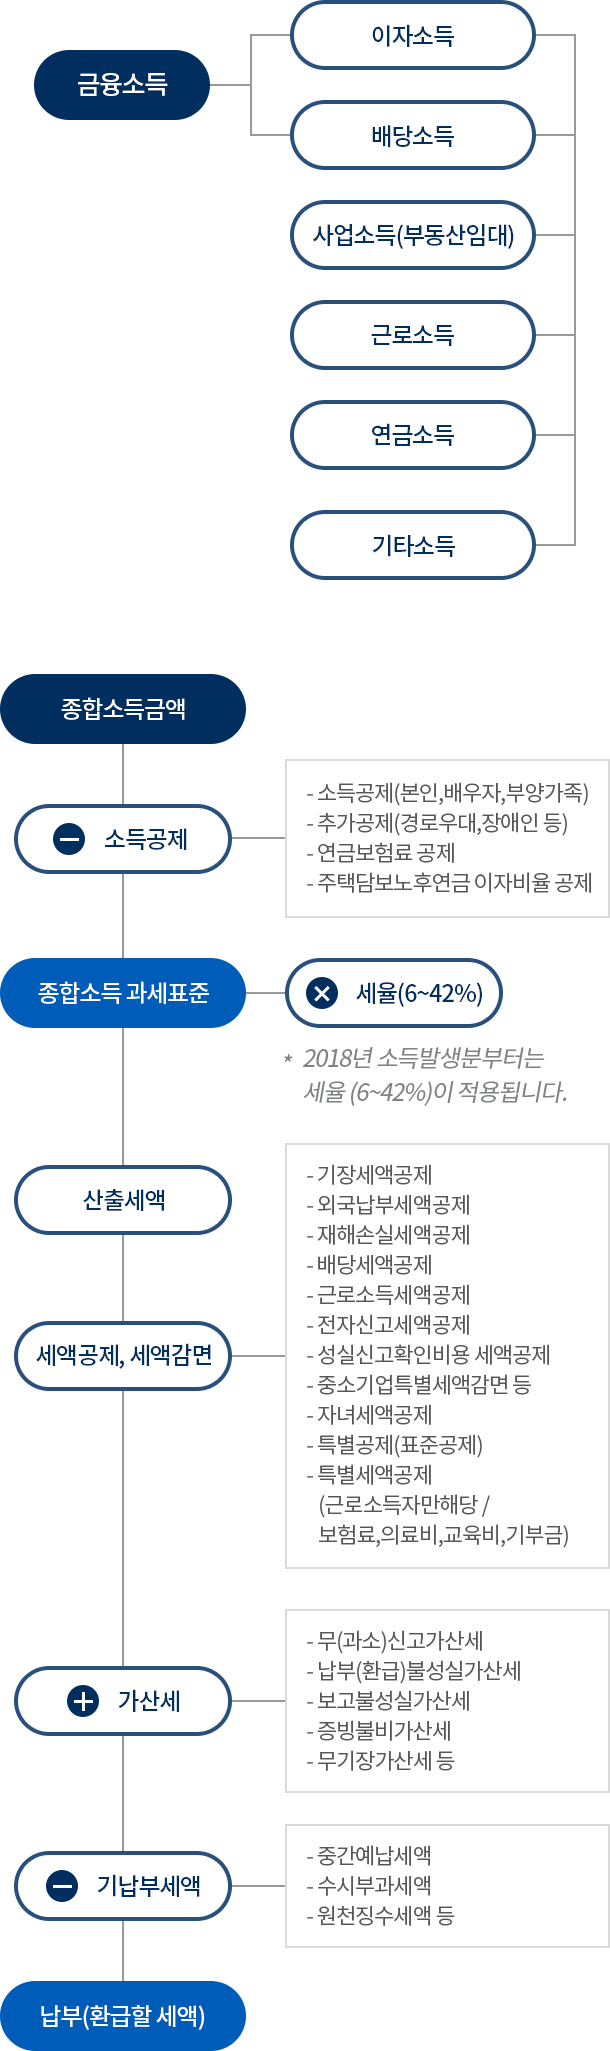 금융소득
이자소득
배당소득
사업소득(부동산임대)
근로소득
연금소득
기타소득
종합소득금액
소득공제
- 소득공제(본인,배우자,부양가족)
- 추가공제(경로우대,장애인 등)
- 연금보험료 공제
- 주택담보노후연금 이자비율 공제
종합소득 과세표준
세율(6~42%)
* 2018년 소득발생분부터는
세율 (6~42%)이 적용됩니다.
산출세액
세액공제, 세액감면
- 기장세액공제
- 외국납부세액공제
- 재해손실세액공제
- 배당세액공제
- 근로소득세액공제
- 전자신고세액공제
- 성실신고확인비용 세액공제
- 중소기업특별세액감면 등
- 자녀세액공제
- 특별공제(표준공제)
- 특별세액공제
(근로소득자만해당 /
보험료,의료비,교육비,기부금)
가산세
- 무(과소)신고가산세
- 납부(환급)불성실가산세
- 보고불성실가산세
- 증빙불비가산세
- 무기장가산세 등
기납부세액
- 중간예납세액
- 수시부과세액
- 원천징수세액 등
납부(환급할 세액)